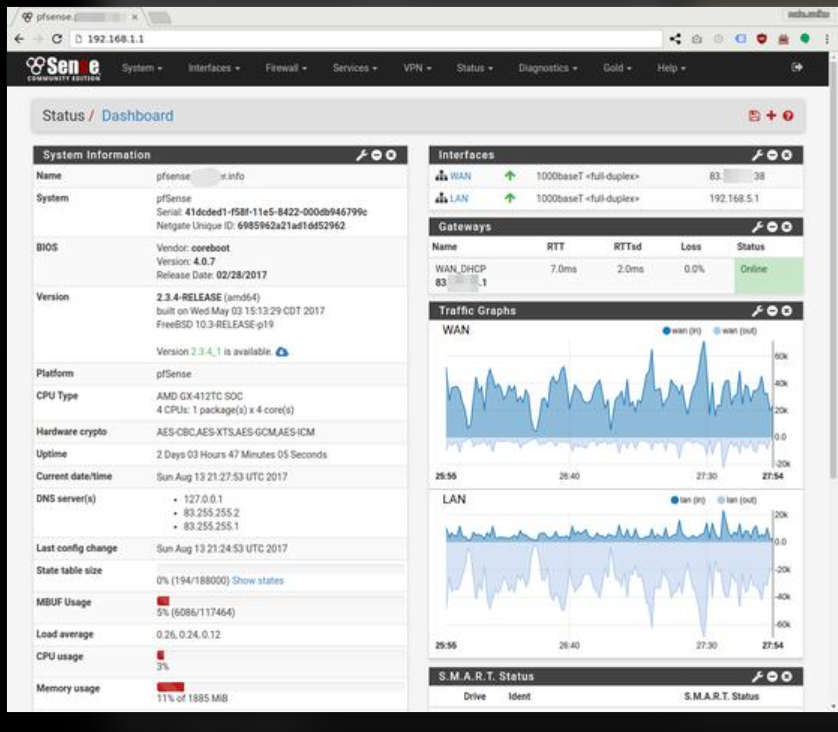 pfsense.
192.168.1.1
Sense
COMMUNITY EDITION
System Interfaces Firewall Services VPN Status Diagnostics Gold Help
Status / Dashboard
System Information
Name pfsense r.info
System pfSense
Serial: 41dcded1-f58f-11e5-8422-000db946799c
Netgate Unique ID: 6985962a21ad1dd52962
BIOS Vendor: coreboot
Version: 4.0.7
Release Date: 02/28/2017
Version 2.3.4-RELEASE (amd64)
built on Wed May 03 15:13:29 CDT 2017
FreeBSD 10.3-RELEASE-p19
Version 2.3.4_1 is available.
Platform pfSense
CPU Type AMD GX-412TC SOC
4 CPUs: 1 package(s) x 4 core(s)
Hardware crypto AES-CBC,AES-XTS,AES-GCM,AES-ICM
Uptime 2 Days 03 Hours 47 Minutes 05 Seconds
Current date/time Sun Aug 13 21:27:53 UTC 2017
DNS server(s) 127.0.0.1
83.255.255.2
83.255.255.1
Last config change Sun Aug 13 21:24:53 UTC 2017
State table size
0% (194/188000) Show states
MBUF Usage
5% (6086/117464)
Load average 0.26, 0.24, 0.12
CPU usage
3%
Memory usage
11% of 1885 MiB
Interfaces
WAN 1000baseT <full-duplex> 83. 38
LAN 1000baseT <full-duplex> 192.168.5.1
Gateways
Name RTT RTTsd Loss Status
WAN_DHCP 7.0ms 2.0ms 0.0% Online
83 .1
Traffic Graphs
WAN
wan (in) wan (out)
60k
40k
20k
0.0
-20k
25:55 26:40 27:30 27:54
LAN
lan (in) lan (out)
20k
0.0
-20k
-40k
-60k
25:55 26:40 27:30 27:54
S.M.A.R.T. Status
Drive Ident S.M.A.R.T. Status